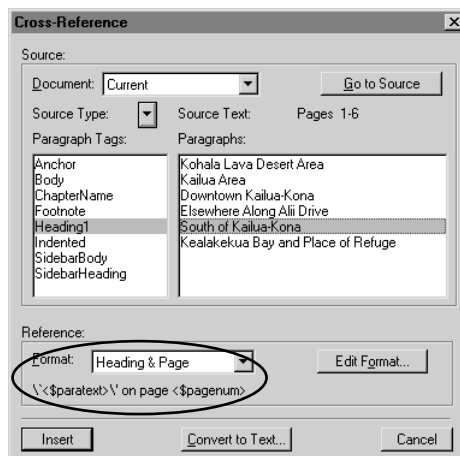 Cross-Reference
Source:
Document: Current
Go to Source
Source Type:
Source Text:
Pages 1-6
Paragraph Tags:
Paragraphs:
Anchor
Body
ChapterName
Footnote
Heading1
Indented
SidebarBody
SidebarHeading
Kohala Lava Desert Area
Kailua Area
Downtown Kailua-Kona
Elsewhere Along Alii Drive
South of Kailua-Kona
Kealakekua Bay and Place of Refuge
Reference:
Format: Heading & Page
Edit Format...
\'<$paratext>\' on page <$pagenum>
Insert
Convert to Text...
Cancel